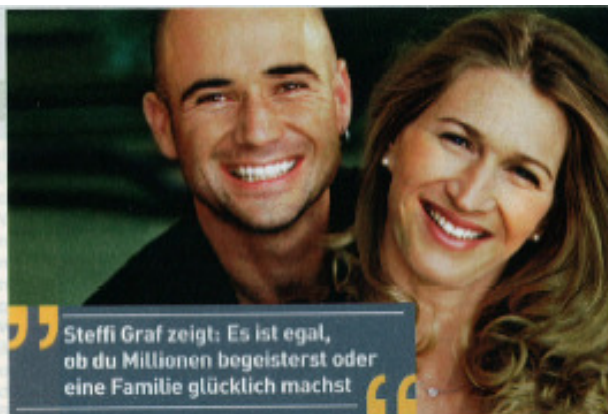 Steffi Graf zeigt: Es ist egal,
ob du Millionen begeisterst oder
eine Familie glücklich machst